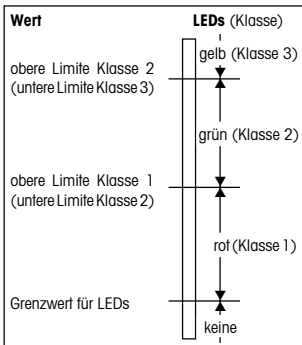 Wert LEDs (Klasse)
gelb (Klasse 3)
obere Limite Klasse 2
(untere Limite Klasse 3)
grün (Klasse 2)
obere Limite Klasse 1
(untere Limite Klasse 2)
rot (Klasse 1)
Grenzwert für LEDs
keine